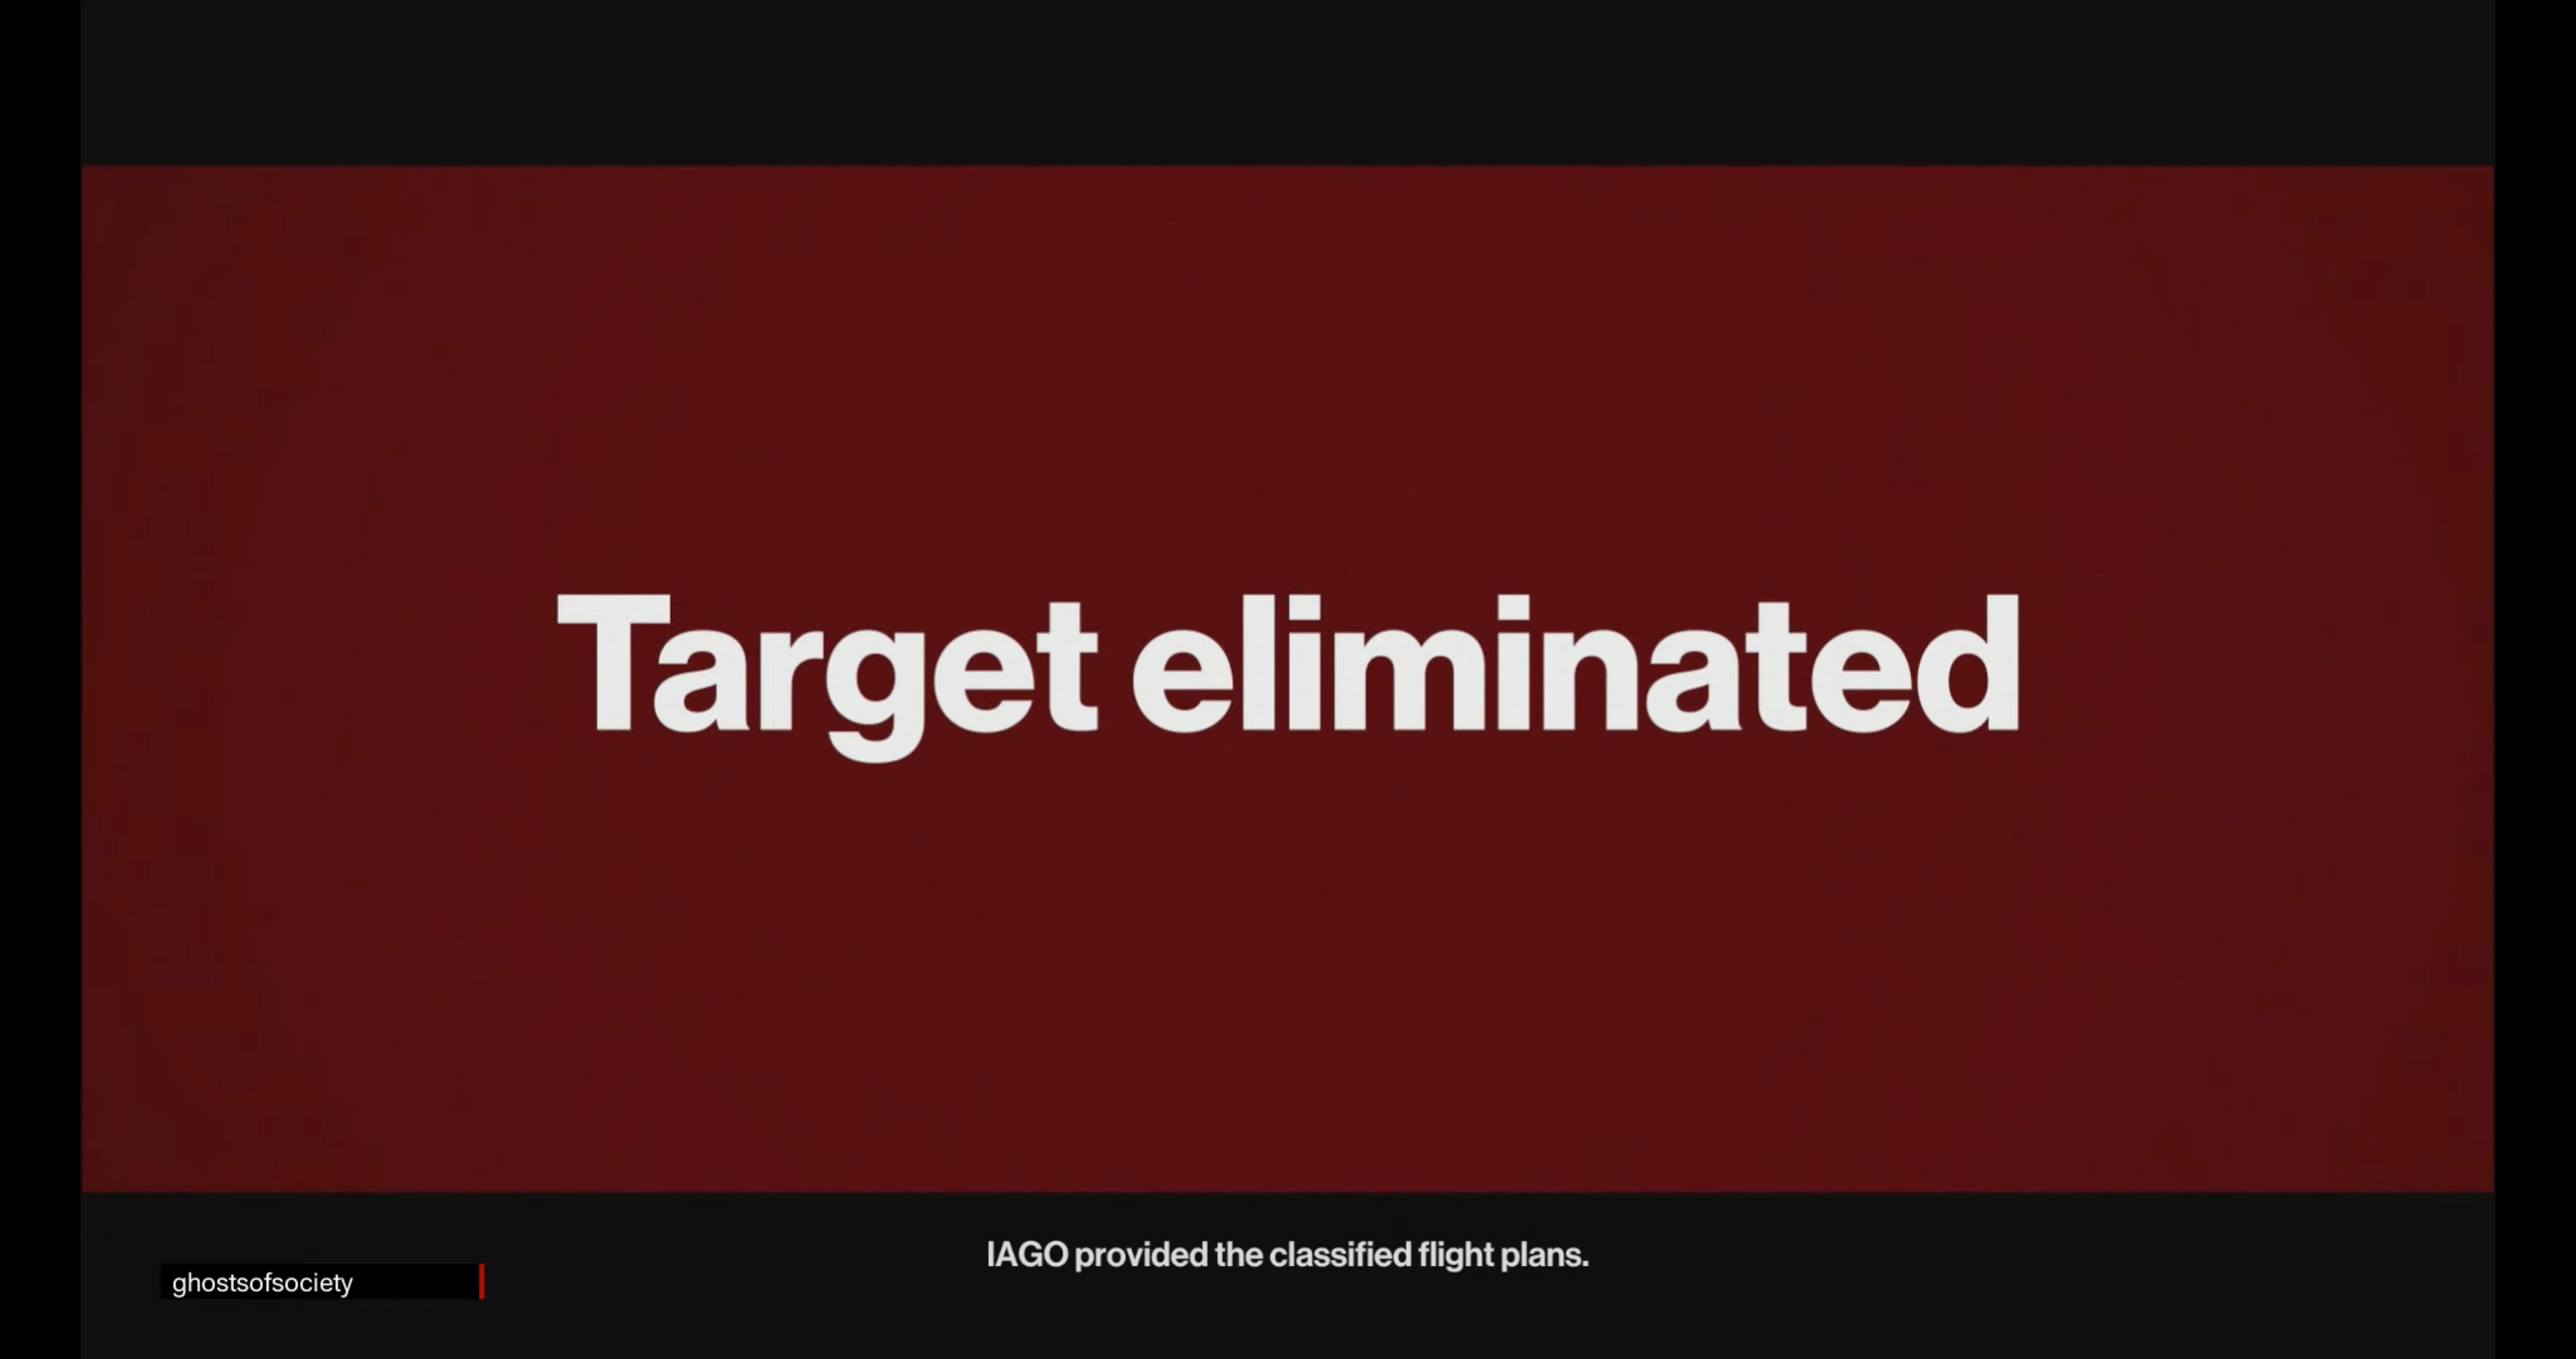 Target eliminated
IAGO provided the classified flight plans.
ghostsofsociety